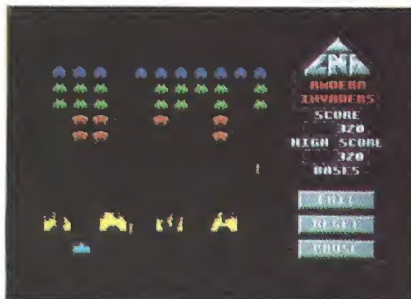 AMOEBA
INVADERS
SCORE
320
HIGH SCORE
320
BASES
EXIT
RESET
PAUSE